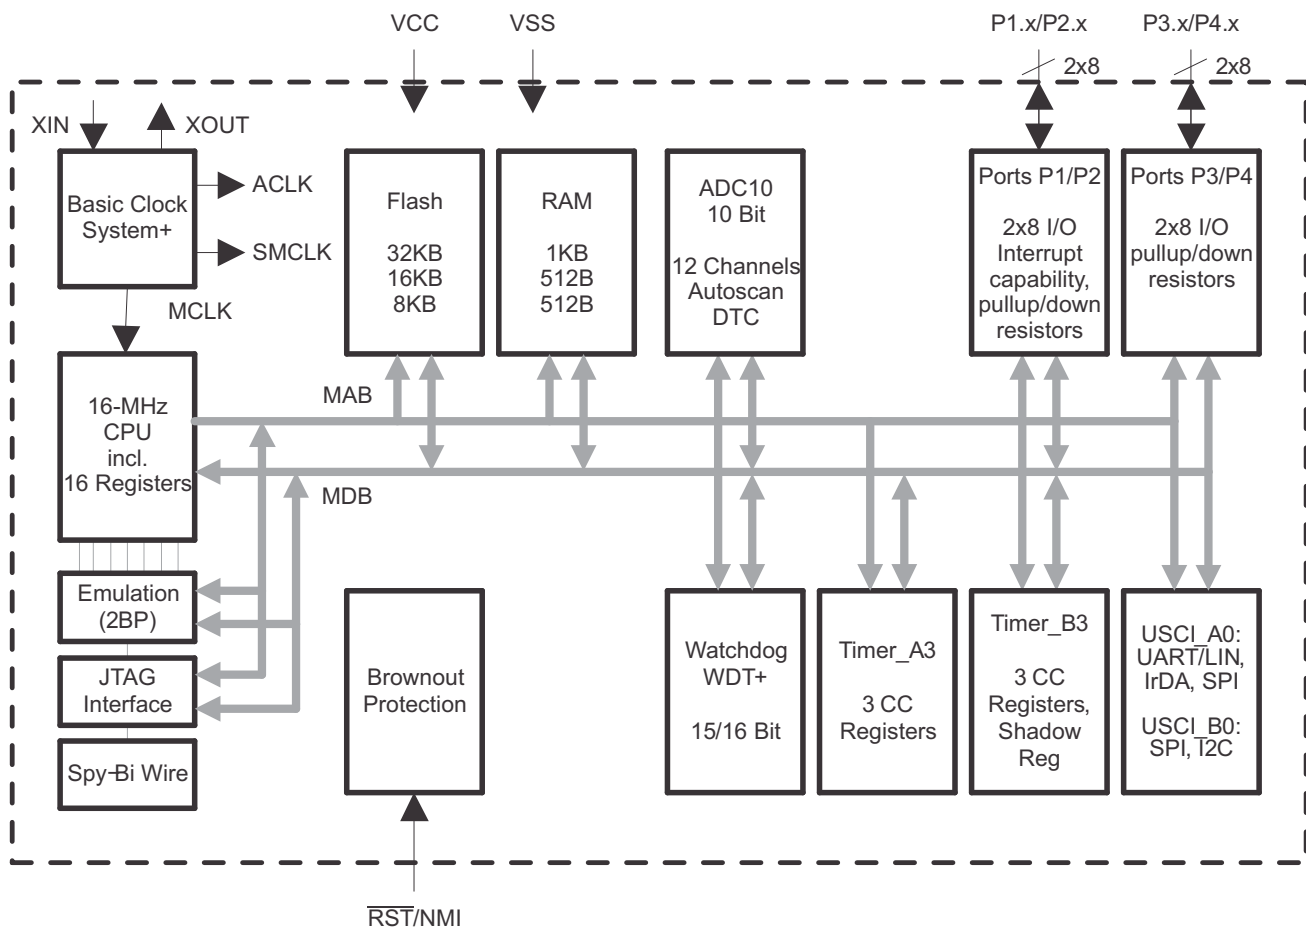 VCC
VSS
P1.x/P2.x
P3.x/P4.x
2x8
2x8
XIN
XOUT
Basic Clock
System+
ACLK
SMCLK
MCLK
Flash
32KB
16KB
8KB
RAM
1KB
512B
512B
ADC10
10 Bit
12 Channels
Autoscan
DTC
Ports P1/P2
2x8 I/O
Interrupt
capability,
pullup/down
resistors
Ports P3/P4
2x8 I/O
pullup/down
resistors
16-MHz
CPU
incl.
16 Registers
MAB
MDB
Emulation
(2BP)
JTAG
Interface
Spy-Bi Wire
Brownout
Protection
Watchdog
WDT+
15/16 Bit
Timer_A3
3 CC
Registers
Timer_B3
3 CC
Registers,
Shadow
Reg
USCI_A0:
UART/LIN,
IrDA, SPI
USCI_B0:
SPI, I2C
RST/NMI